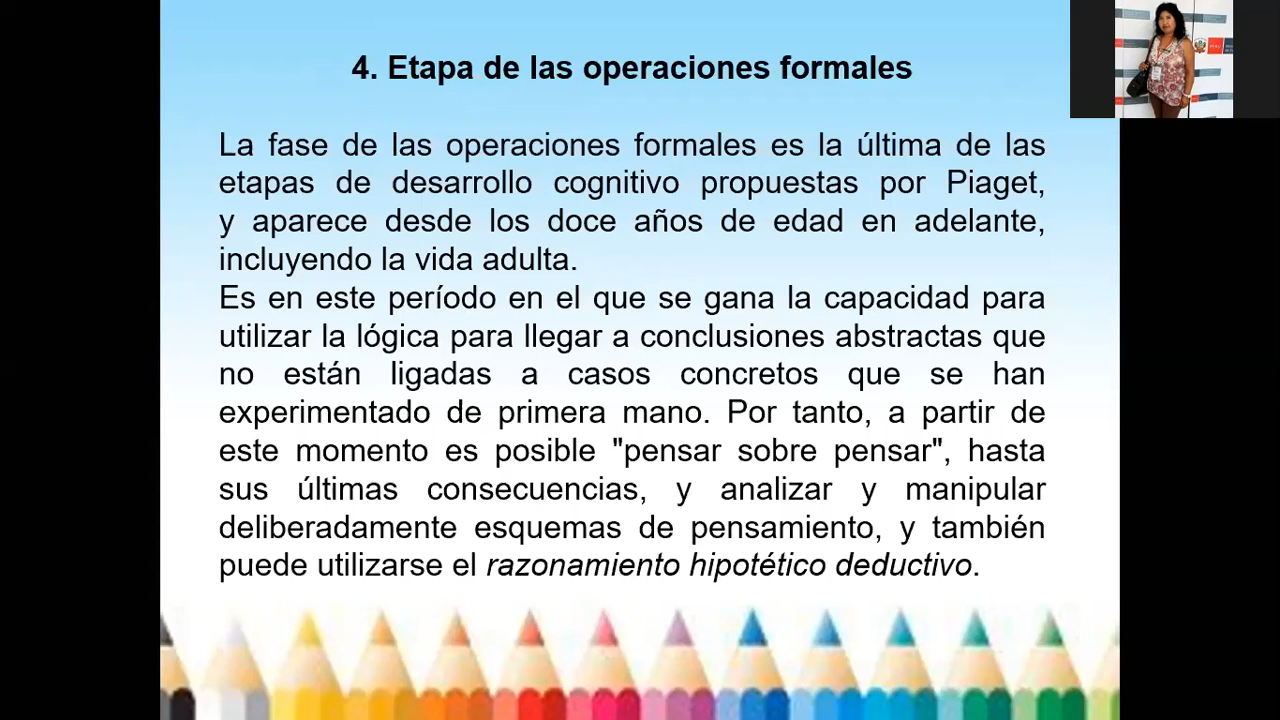 4. Etapa de las operaciones formales
La fase de las operaciones formales es la última de las
etapas de desarrollo cognitivo propuestas por Piaget,
y aparece desde los doce años de edad en adelante,
incluyendo la vida adulta.
Es en este período en el que se gana la capacidad para
utilizar la lógica para llegar a conclusiones abstractas que
no están ligadas a casos concretos que se han
experimentado de primera mano. Por tanto, a partir de
este momento es posible "pensar sobre pensar", hasta
sus últimas consecuencias, y analizar y manipular
deliberadamente esquemas de pensamiento, y también
puede utilizarse el razonamiento hipotético deductivo.